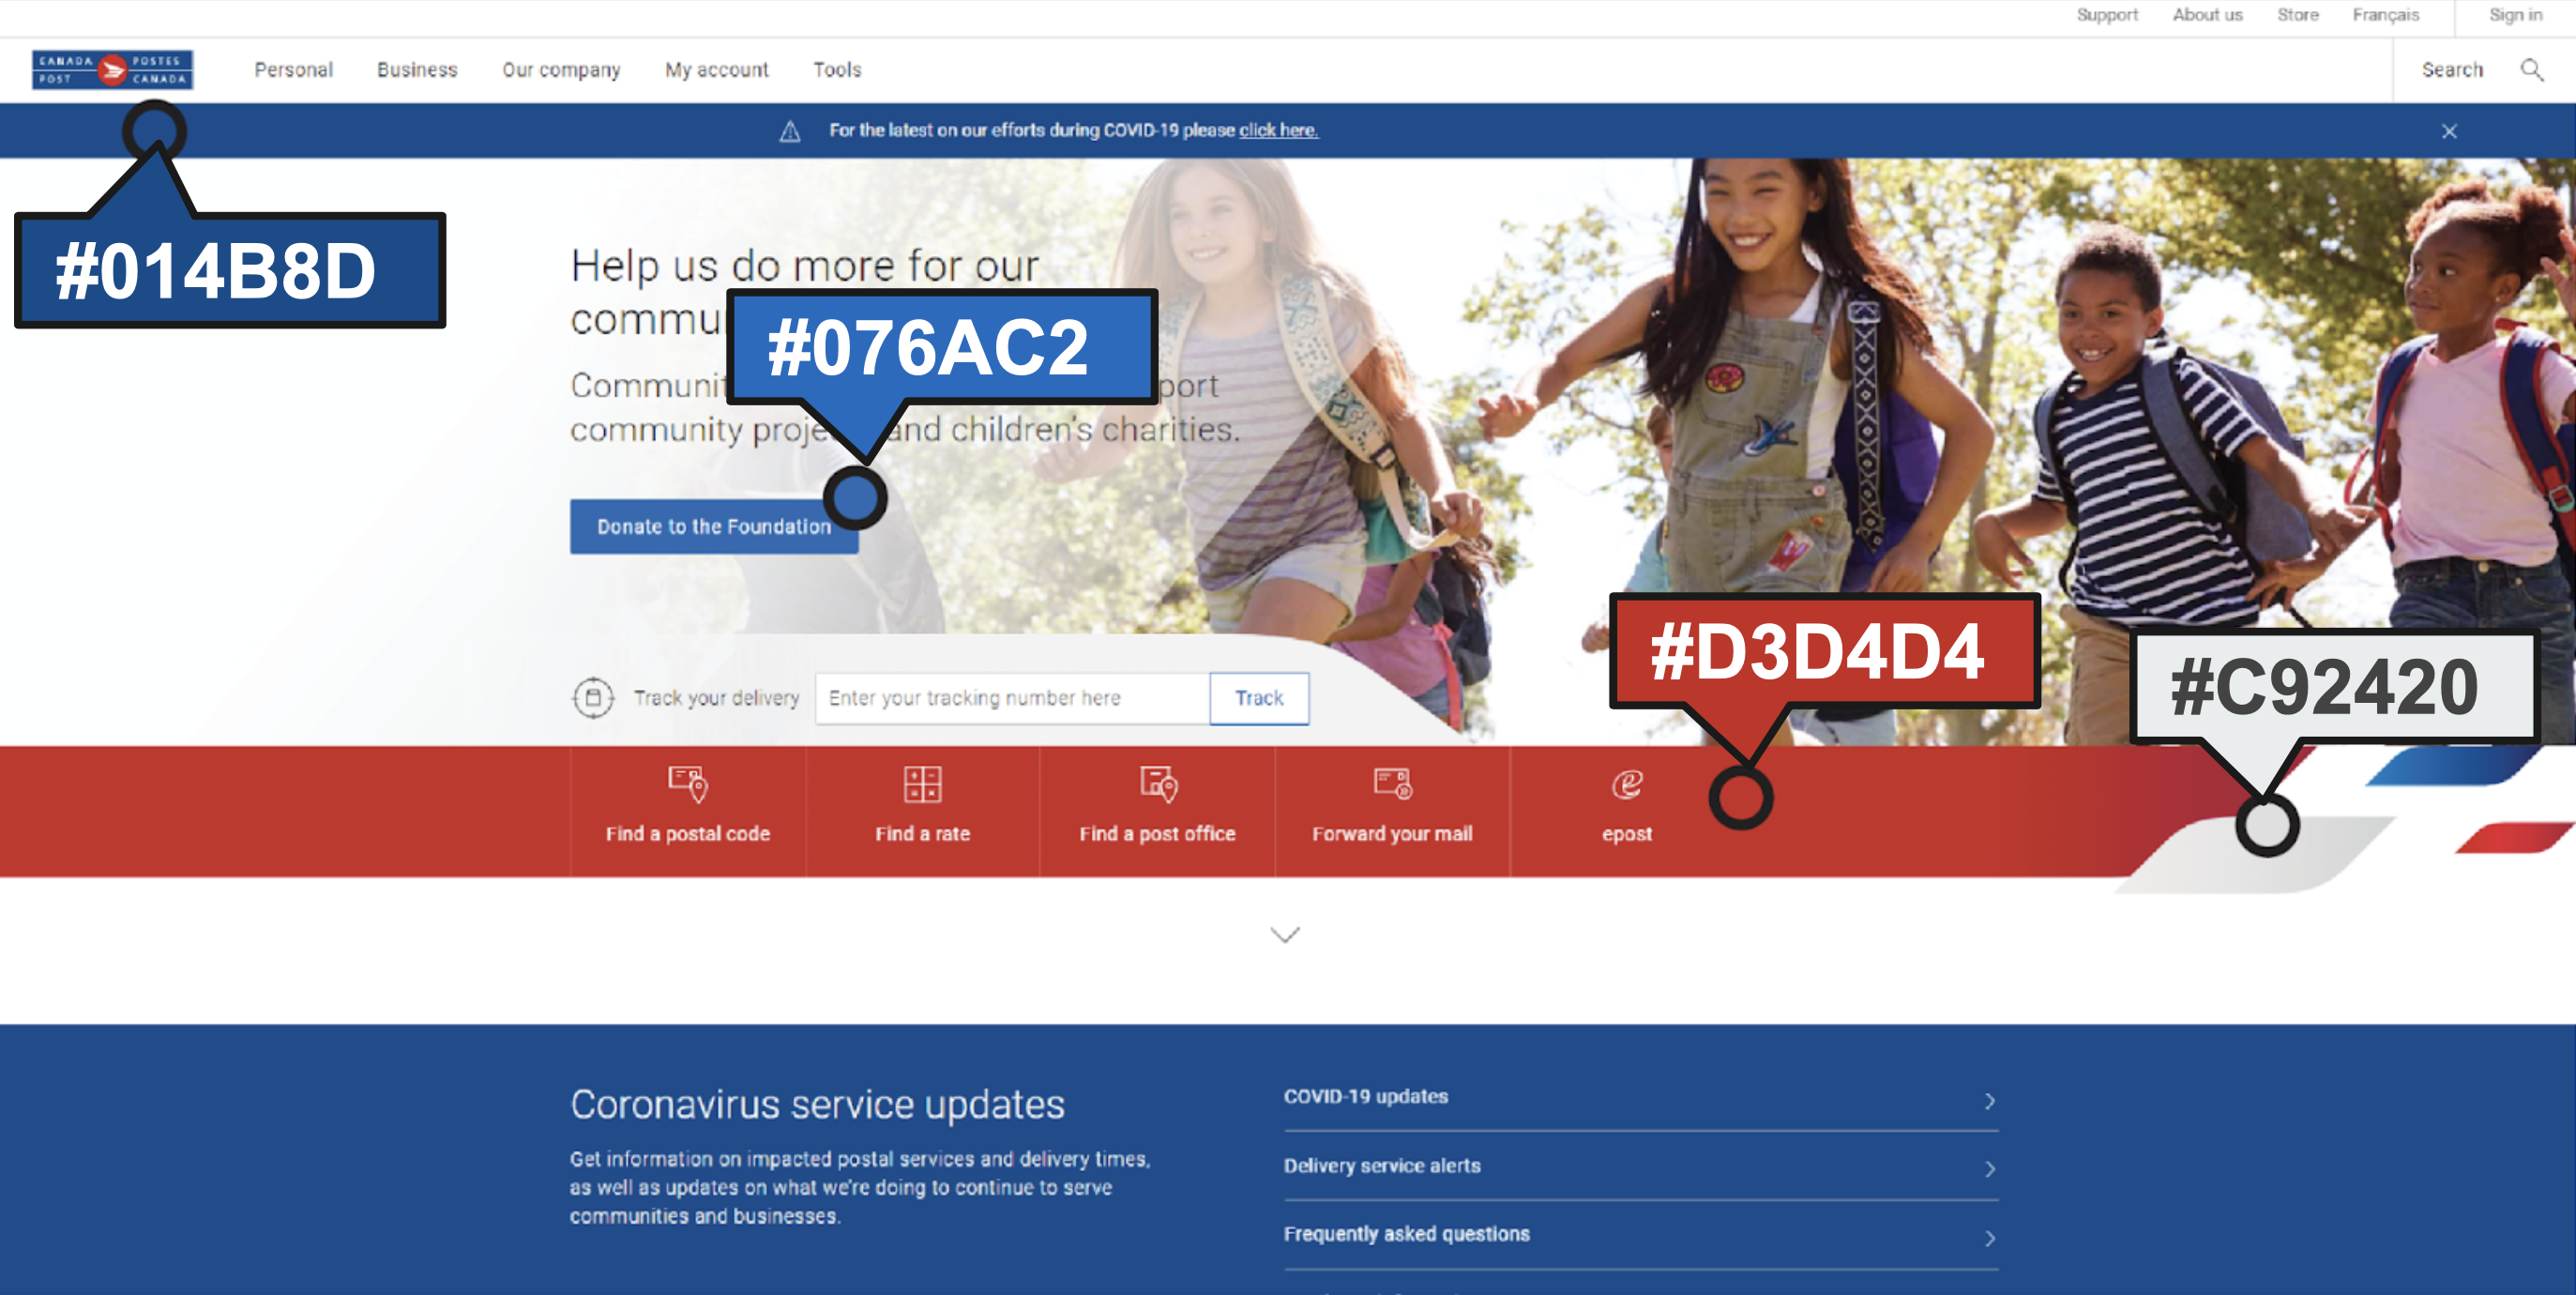 Support About us Store Français Sign in
CANADA POSTES
POST CANADA
Personal Business Our company My account Tools Search
For the latest on our efforts during COVID-19 please click here.
#014B8D
Help us do more for our
commu
#076AC2
Communit port
community proje and children's charities.
Donate to the Foundation
#D3D4D4
#C92420
Track your delivery Enter your tracking number here Track
Find a postal code Find a rate Find a post office Forward your mail epost
Coronavirus service updates
Get information on impacted postal services and delivery times,
as well as updates on what we're doing to continue to serve
communities and businesses.
COVID-19 updates
Delivery service alerts
Frequently asked questions